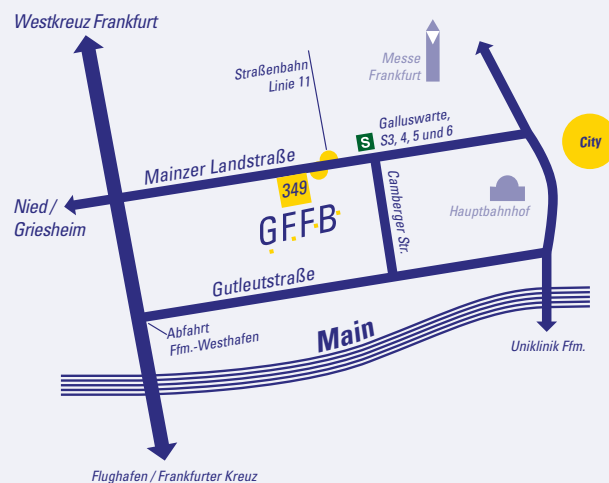 Westkreuz Frankfurt
Straßenbahn
Linie 11
Messe
Frankfurt
Galluswarte,
S3, 4, 5 und 6
S
City
Mainzer Landstraße
349
GFFB
Camberger Str.
Hauptbahnhof
Nied /
Griesheim
Gutleutstraße
Abfahrt
Ffm.-Westhafen
Main
Uniklinik Ffm.
Flughafen / Frankfurter Kreuz